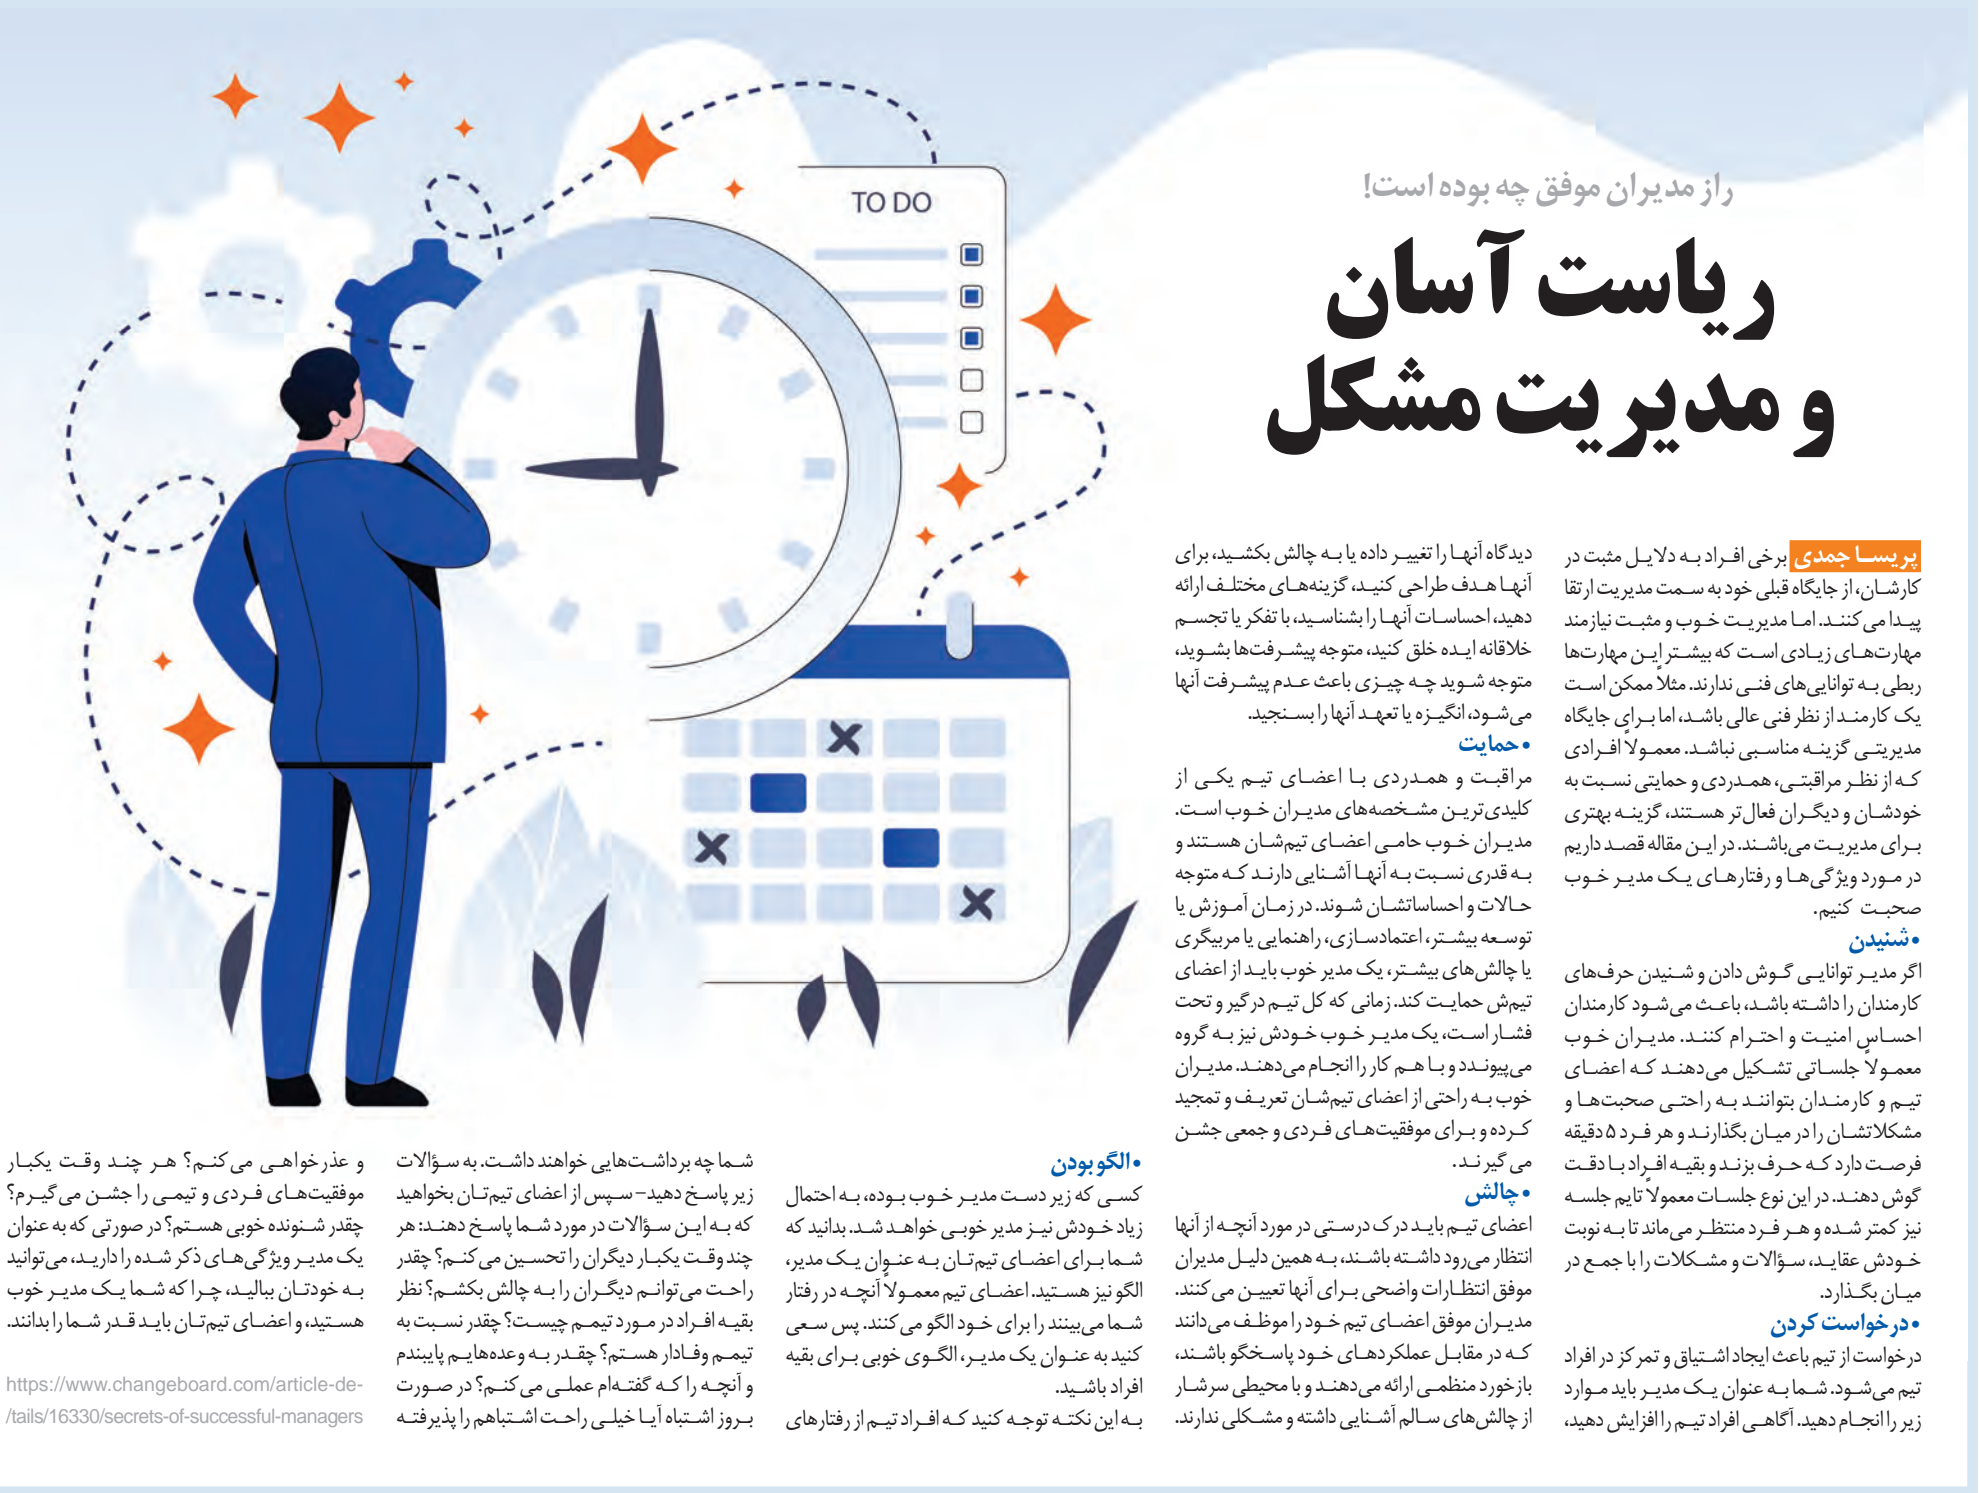 راز مدیران موفق چه بوده است!
ریاست آسان
و مدیریت مشکل
پریسا جمدی برخی افراد به دلایل مثبت در
کارشان، از جایگاه قبلی خود به سمت مدیریت ارتقا
پیدا می‌کنند. اما مدیریت خوب و مثبت نیازمند
مهارت‌های زیادی است که بیشتر این مهارت‌ها
ربطی به توانایی‌های فنی ندارند. مثلاً ممکن است
یک کارمند از نظر فنی عالی باشد، اما برای جایگاه
مدیریتی گزینه مناسبی نباشد. معمولاً افرادی
که از نظر مراقبتی، همدردی و حمایتی نسبت به
خودشان و دیگران فعال‌تر هستند، گزینه بهتری
برای مدیریت می‌باشند. در این مقاله قصد داریم
در مورد ویژگی‌ها و رفتارهای یک مدیر خوب
صحبت کنیم.
•شنیدن
اگر مدیر توانایی گوش دادن و شنیدن حرف‌های
کارمندان را داشته باشد، باعث می‌شود کارمندان
احساس امنیت و احترام کنند. مدیران خوب
معمولاً جلساتی تشکیل می‌دهند که اعضای
تیم و کارمندان بتوانند به راحتی صحبت‌ها و
مشکلاتشان را در میان بگذارند و هر فرد ۵ دقیقه
فرصت دارد که حرف بزند و بقیه افراد با دقت
گوش دهند. در این نوع جلسات معمولاً تایم جلسه
نیز کمتر شده و هر فرد منتظر می‌ماند تا به نوبت
خودش عقاید، سؤالات و مشکلات را با جمع در
میان بگذارد.
•درخواست کردن
درخواست از تیم باعث ایجاد اشتیاق و تمرکز در افراد
تیم می‌شود. شما به عنوان یک مدیر باید موارد
زیر را انجام دهید. آگاهی افراد تیم را افزایش دهید،
دیدگاه آنها را تغییر داده یا به چالش بکشید، برای
آنها هدف طراحی کنید، گزینه‌های مختلف ارائه
دهید، احساسات آنها را بشناسید، با تفکر یا تجسم
خلاقانه ایده خلق کنید، متوجه پیشرفت‌ها بشوید،
متوجه شوید چه چیزی باعث عدم پیشرفت آنها
می‌شود، انگیزه یا تعهد آنها را بسنجید.
•حمایت
مراقبت و همدردی با اعضای تیم یکی از
کلیدی‌ترین مشخصه‌های مدیران خوب است.
مدیران خوب حامی اعضای تیم‌شان هستند و
به قدری نسبت به آنها آشنایی دارند که متوجه
حالات و احساساتشان شوند. در زمان آموزش یا
توسعه بیشتر، اعتمادسازی، راهنمایی یا مربیگری
یا چالش‌های بیشتر، یک مدیر خوب باید از اعضای
تیمش حمایت کند. زمانی که کل تیم درگیر و تحت
فشار است، یک مدیر خوب خودش نیز به گروه
می‌پیوندد و با هم کار را انجام می‌دهند. مدیران
خوب به راحتی از اعضای تیم‌شان تعریف و تمجید
کرده و برای موفقیت‌های فردی و جمعی جشن
می‌گیرند.
•چالش
اعضای تیم باید درک درستی در مورد آنچه از آنها
انتظار می‌رود داشته باشند، به همین دلیل مدیران
موفق انتظارات واضحی برای آنها تعیین می‌کنند.
مدیران موفق اعضای تیم خود را موظف می‌دانند
که در مقابل عملکردهای خود پاسخگو باشند،
بازخورد منظمی ارائه می‌دهند و با محیطی سرشار
از چالش‌های سالم آشنایی داشته و مشکلی ندارند.
•الگو بودن
کسی که زیر دست مدیر خوب بوده، به احتمال
زیاد خودش نیز مدیر خوبی خواهد شد. بدانید که
شما برای اعضای تیم‌تان به عنوان یک مدیر،
الگو نیز هستید. اعضای تیم معمولاً آنچه در رفتار
شما می‌بینند را برای خود الگو می‌کنند. پس سعی
کنید به عنوان یک مدیر، الگوی خوبی برای بقیه
افراد باشید.
به این نکته توجه کنید که افراد تیم از رفتارهای
شما چه برداشت‌هایی خواهند داشت. به سؤالات
زیر پاسخ دهید- سپس از اعضای تیم‌تان بخواهید
که به این سؤالات در مورد شما پاسخ دهند: هر
چند وقت یکبار دیگران را تحسین می‌کنم؟ چقدر
راحت می‌توانم دیگران را به چالش بکشم؟ نظر
بقیه افراد در مورد تیمم چیست؟ چقدر نسبت به
تیمم وفادار هستم؟ چقدر به وعده‌هایم پایبندم
و آنچه را که گفته‌ام عملی می‌کنم؟ در صورت
بروز اشتباه آیا خیلی راحت اشتباهم را پذیرفته
و عذرخواهی می‌کنم؟ هر چند وقت یکبار
موفقیت‌های فردی و تیمی را جشن می‌گیرم؟
چقدر شنونده خوبی هستم؟ در صورتی که به عنوان
یک مدیر ویژگی‌های ذکر شده را دارید، می‌توانید
به خودتان ببالید، چرا که شما یک مدیر خوب
هستید، و اعضای تیم‌تان باید قدر شما را بدانند.
https://www.changeboard.com/article-de-
/tails/16330/secrets-of-successful-managers
TO DO